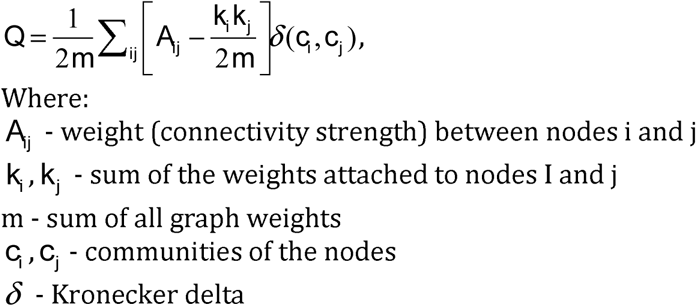 Q = \frac{1}{2m} \sum_{ij} \left[ A_{ij} - \frac{k_i k_j}{2m} \right] \delta(c_i, c_j),
Where:
A_{ij} - weight (connectivity strength) between nodes i and j
k_i , k_j - sum of the weights attached to nodes I and j
m - sum of all graph weights
c_i , c_j - communities of the nodes
δ - Kronecker delta